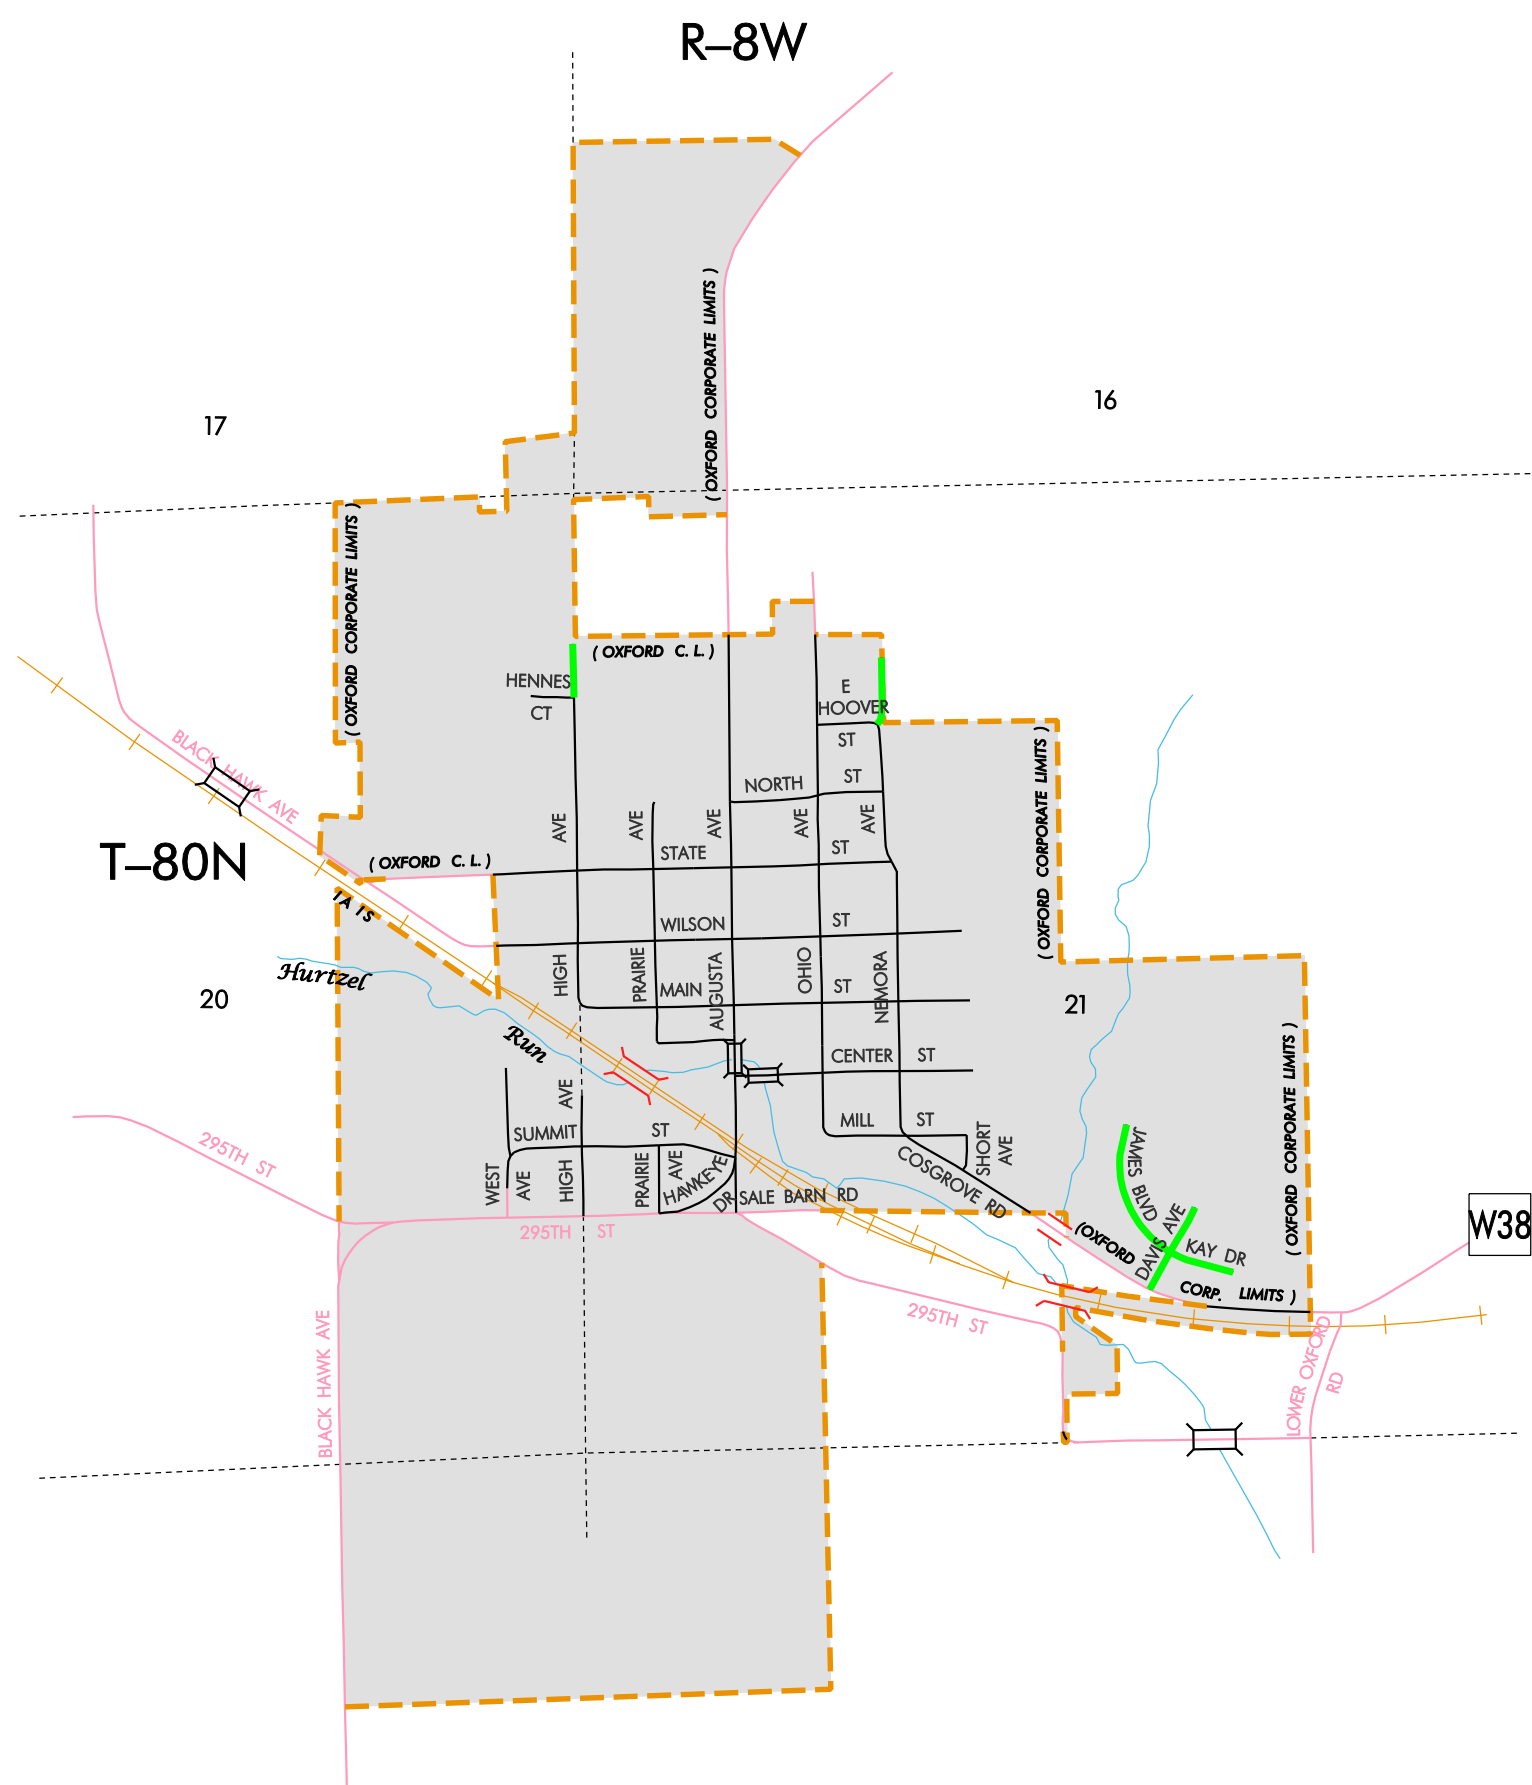 R–8W
( OXFORD CORPORATE LIMITS )
17
16
( OXFORD CORPORATE LIMITS )
( OXFORD C. L. )
HENNES
CT
E
HOOVER
ST
BLACK HAWK AVE
NORTH ST
( OXFORD CORPORATE LIMITS )
AVE
AVE
AVE
AVE
AVE
T–80N
( OXFORD C. L. )
STATE ST
IAIS
WILSON ST
Hurtzel
20
HIGH
PRAIRIE
MAIN ST
AUGUSTA
OHIO
NEMORA
21
Run
CENTER ST
( OXFORD CORPORATE LIMITS )
AVE
MILL ST
SUMMIT ST
SHORT
AVE
295TH ST
WEST
AVE
HIGH
PRAIRIE
AVE
HAWKEYE
DR
SALE BARN RD
COSGROVE RD
JAMES BLVD
DAVIS AVE
KAY DR
295TH ST
(OXFORD
CORP. LIMITS )
W38
295TH ST
BLACK HAWK AVE
LOWER OXFORD
RD